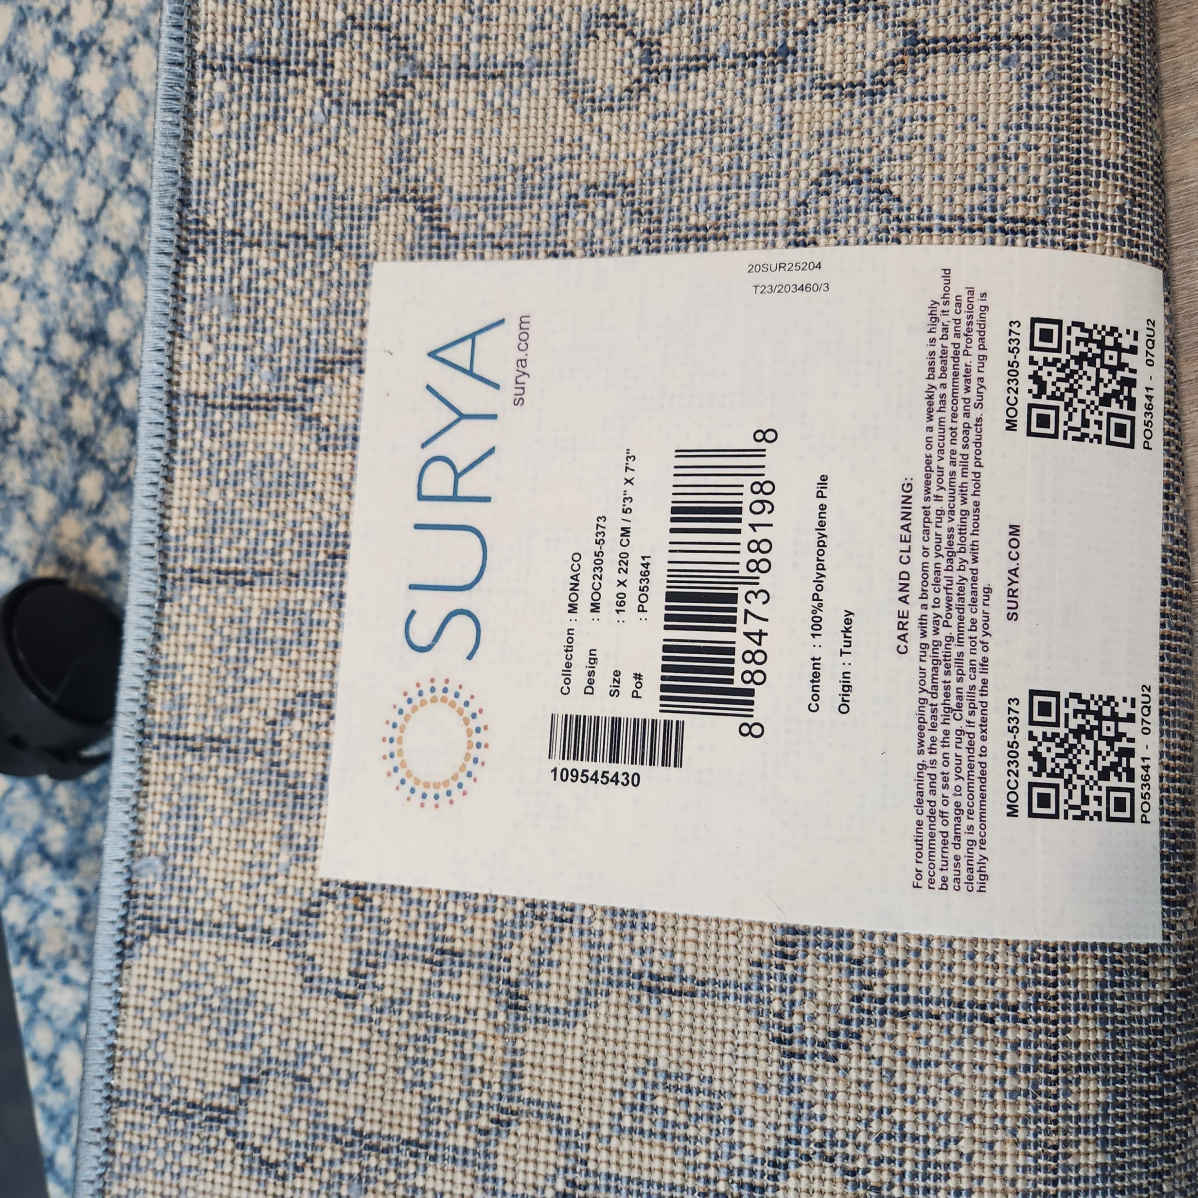 20SUR25204
T23/203460/3
SURYA
surya.com
Collection : MONACO
Design : MOC2305-5373
Size : 160 X 220 CM / 5'3" X 7'3"
Po# : PO53641
109545430
8 88473 88198 8
Content : 100%Polypropylene Pile
Origin : Turkey
CARE AND CLEANING:
For routine cleaning, sweeping your rug with a broom or carpet sweeper on a weekly basis is highly
recommended and is the least damaging way to clean your rug. If your vacuum has a beater bar, it should
be turned off or set on the highest setting. Powerful bagless vacuums are not recommended and can
cause damage to your rug. Clean spills immediately by blotting with mild soap and water. Professional
cleaning is recommended if spills can not be cleaned with house hold products. Surya rug padding is
highly recommended to extend the life of your rug.
MOC2305-5373
SURYA.COM
MOC2305-5373
PO53641 - 07QU2
PO53641 - 07QU2